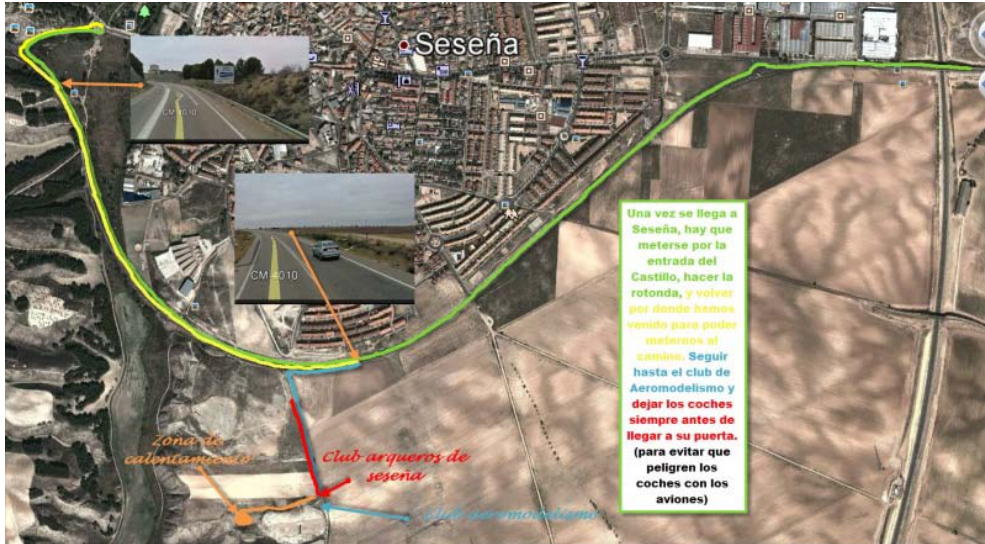 Seseña
CM-4010
CM-4010
Una vez se llega a
Seseña, hay que
meterse por la
entrada del
Castillo, hacer la
rotonda, y volver
por donde hemos
venido para poder
meternos al
camino. Seguir
hasta el club de
Aeromodelismo y
dejar los coches
siempre antes de
llegar a su puerta.
(para evitar que
peligren los
coches con los
aviones)
Zona de
calentamiento
Club arqueros de
seseña
Club aeromodelismo